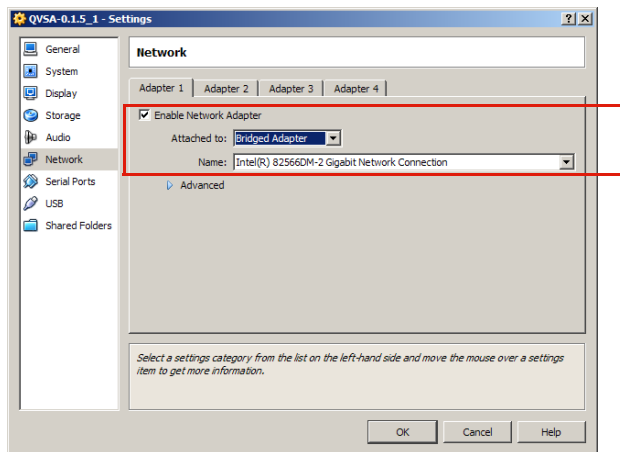 QVSA-0.1.5_1 - Settings
General
System
Display
Storage
Audio
Network
Serial Ports
USB
Shared Folders
Network
Adapter 1 Adapter 2 Adapter 3 Adapter 4
Enable Network Adapter
Attached to: Bridged Adapter
Name: Intel(R) 82566DM-2 Gigabit Network Connection
Advanced
Select a settings category from the list on the left-hand side and move the mouse over a settings
item to get more information.
OK Cancel Help